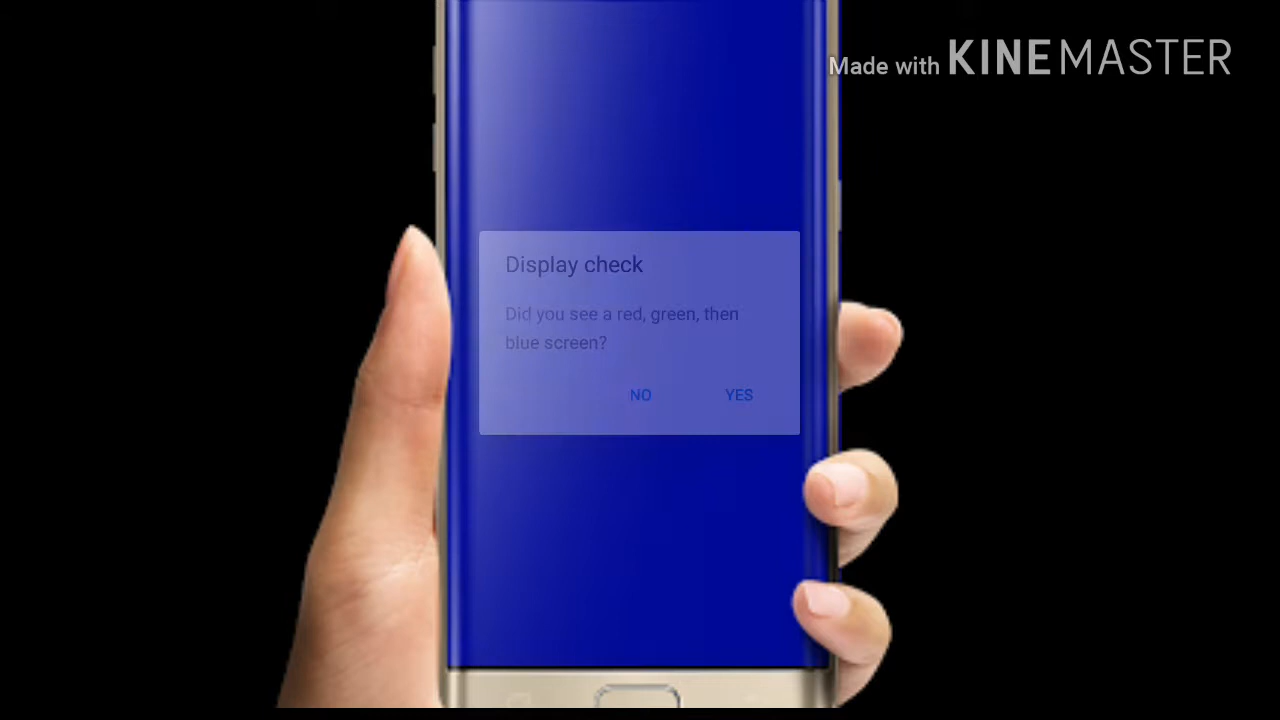 Made with KINEMASTER
Display check
Did you see a red, green, then
blue screen?
NO YES